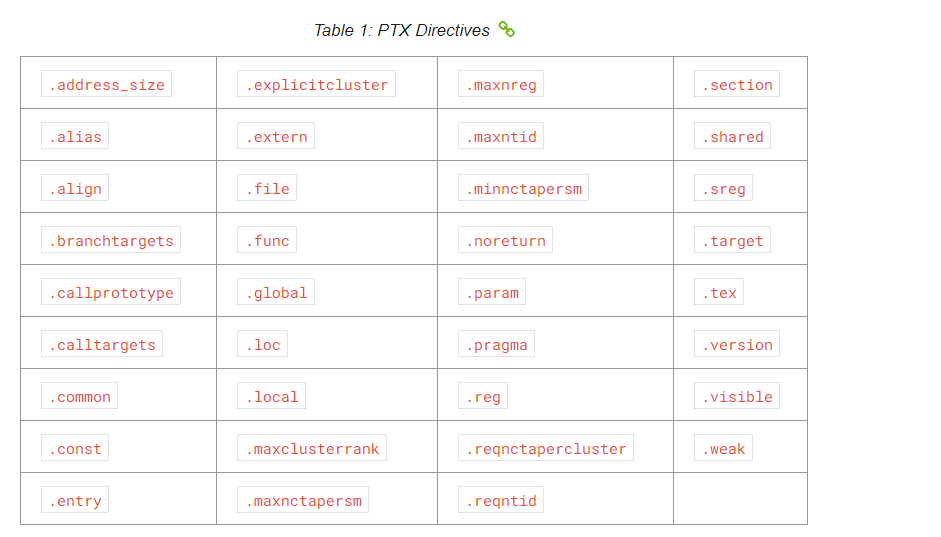 Table 1: PTX Directives
.address_size .explicitcluster .maxnreg .section
.alias .extern .maxntid .shared
.align .file .minnctapersm .sreg
.branchtargets .func .noreturn .target
.callprototype .global .param .tex
.calltargets .loc .pragma .version
.common .local .reg .visible
.const .maxclusterrank .reqnctapercluster .weak
.entry .maxnctapersm .reqntid